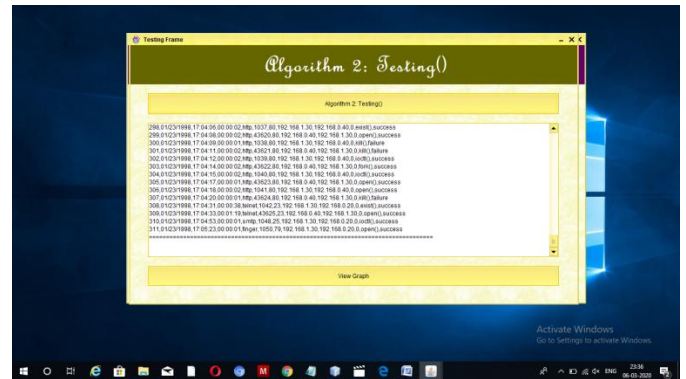 Testing Frame
Algorithm 2: Testing()
Algorithm 2: Testing()
298,01/23/1998,17:04:05,00:00:02,http,1037,80,192.168.1.30,192.168.0.40,0,exist(),success
299,01/23/1998,17:04:08,00:00:02,http,43620,80,192.168.0.40,192.168.1.30,0,open(),success
300,01/23/1998,17:04:09,00:00:01,http,1038,80,192.168.1.30,192.168.0.40,0,kill(),failure
301,01/23/1998,17:04:11,00:00:02,http,43621,80,192.168.0.40,192.168.1.30,0,kill(),failure
302,01/23/1998,17:04:12,00:00:02,http,1039,80,192.168.1.30,192.168.0.40,0,ioctl(),success
303,01/23/1998,17:04:14,00:00:02,http,43622,80,192.168.0.40,192.168.1.30,0,fork(),success
304,01/23/1998,17:04:15,00:00:02,http,1040,80,192.168.1.30,192.168.0.40,0,ioctl(),success
305,01/23/1998,17:04:17,00:00:01,http,43623,80,192.168.0.40,192.168.1.30,0,open(),success
306,01/23/1998,17:04:18,00:00:02,http,1041,80,192.168.1.30,192.168.0.40,0,open(),success
307,01/23/1998,17:04:20,00:00:01,http,43624,80,192.168.0.40,192.168.1.30,0,kill(),failure
308,01/23/1998,17:04:31,00:00:38,telnet,1042,23,192.168.1.30,192.168.0.20,0,exist(),success
309,01/23/1998,17:04:33,00:01:19,telnet,43625,23,192.168.0.40,192.168.1.30,0,open(),success
310,01/23/1998,17:04:53,00:00:01,smtp,1048,25,192.168.1.30,192.168.0.20,0,ioctl(),success
311,01/23/1998,17:05:23,00:00:01,finger,1050,79,192.168.1.30,192.168.0.20,0,open(),success
View Graph
Activate Windows
Go to Settings to activate Windows.
ENG
23:36
06-03-2020